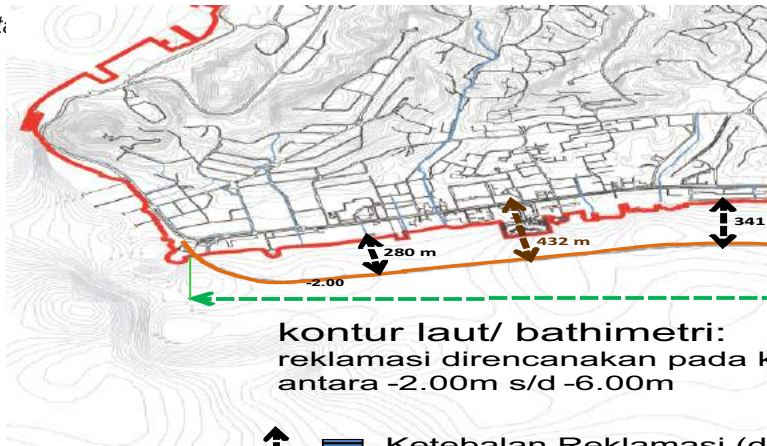 341
280 m
432 m
-2.00
kontur laut/ bathimetri:
reklamasi direncanakan pada k
antara -2.00m s/d -6.00m
Ketebalan Reklamasi (d